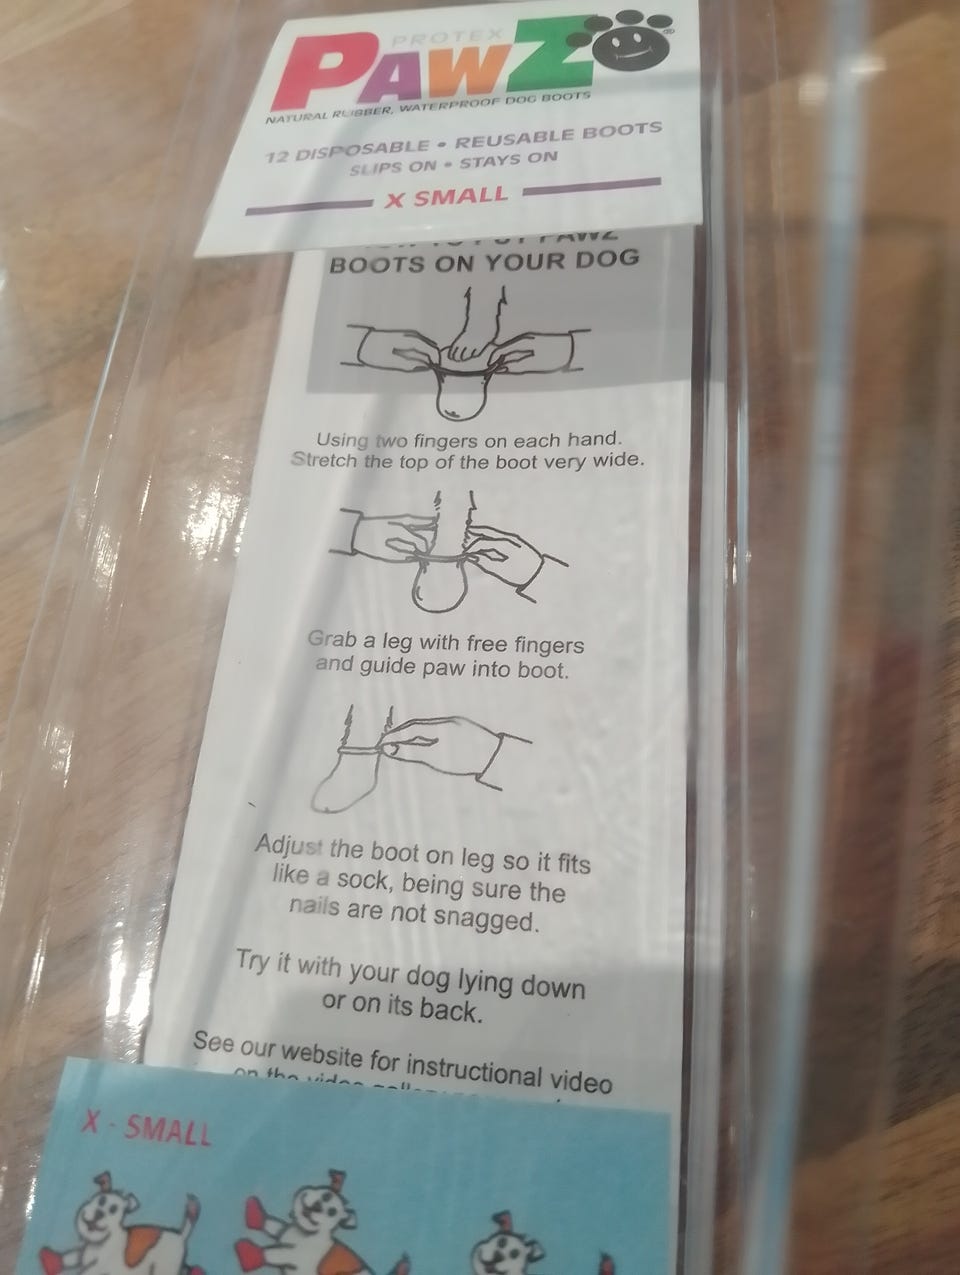 PROTEX
PAWZ
NATURAL RUBBER, WATERPROOF DOG BOOTS
12 DISPOSABLE • REUSABLE BOOTS
SLIPS ON • STAYS ON
X SMALL
PAWZ
BOOTS ON YOUR DOG
Using two fingers on each hand.
Stretch the top of the boot very wide.
Grab a leg with free fingers
and guide paw into boot.
Adjust the boot on leg so it fits
like a sock, being sure the
nails are not snagged.
Try it with your dog lying down
or on its back.
See our website for instructional video
on the video
X - SMALL